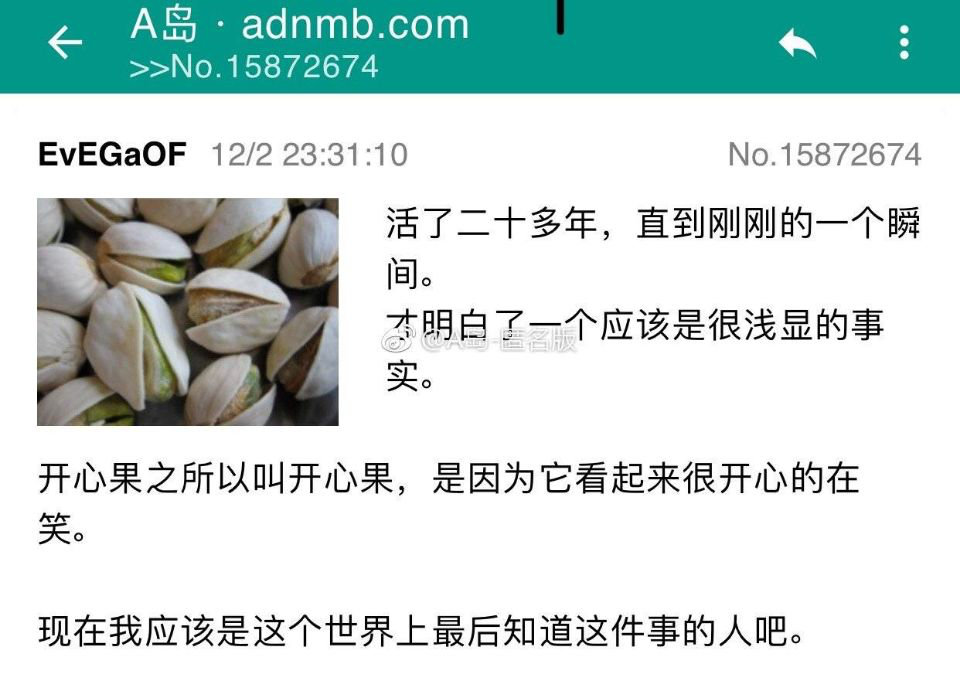 A岛 · adnmb.com
>>No.15872674
EvEGaOF 12/2 23:31:10 No.15872674
活了二十多年，直到刚刚的一个瞬
间。
才明白了一个应该是很浅显的事
@A岛-匿名版
实。
开心果之所以叫开心果，是因为它看起来很开心的在
笑。
现在我应该是这个世界上最后知道这件事的人吧。